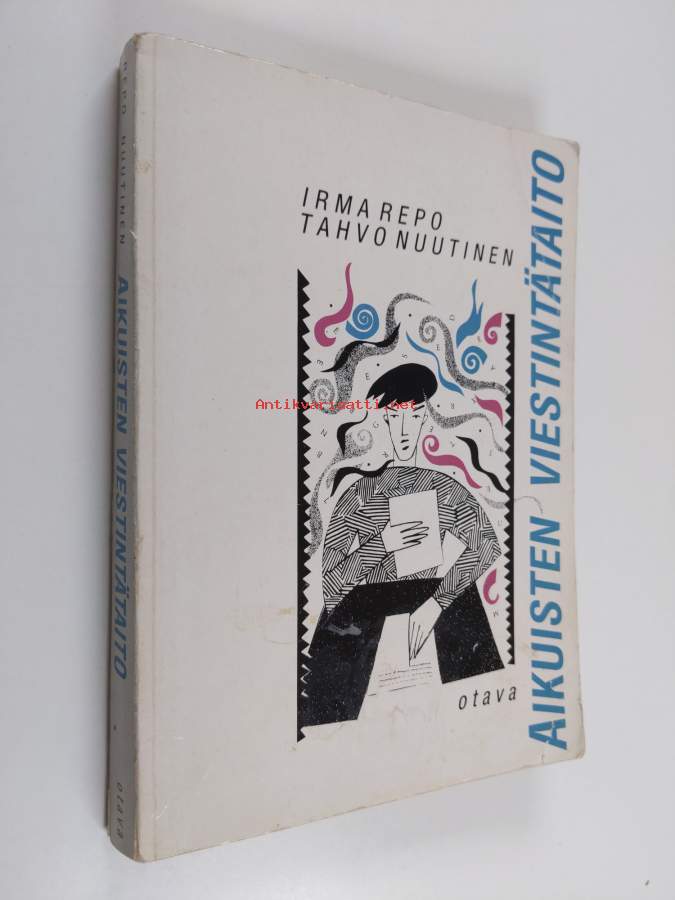 IRMA REPO
TAHVO NUUTINEN
AIKUISTEN VIESTINTÄTAITO
otava
REPO NUUTINEN AIKUISTEN VIESTINTÄTAITO otava
Antikvariaatti.net